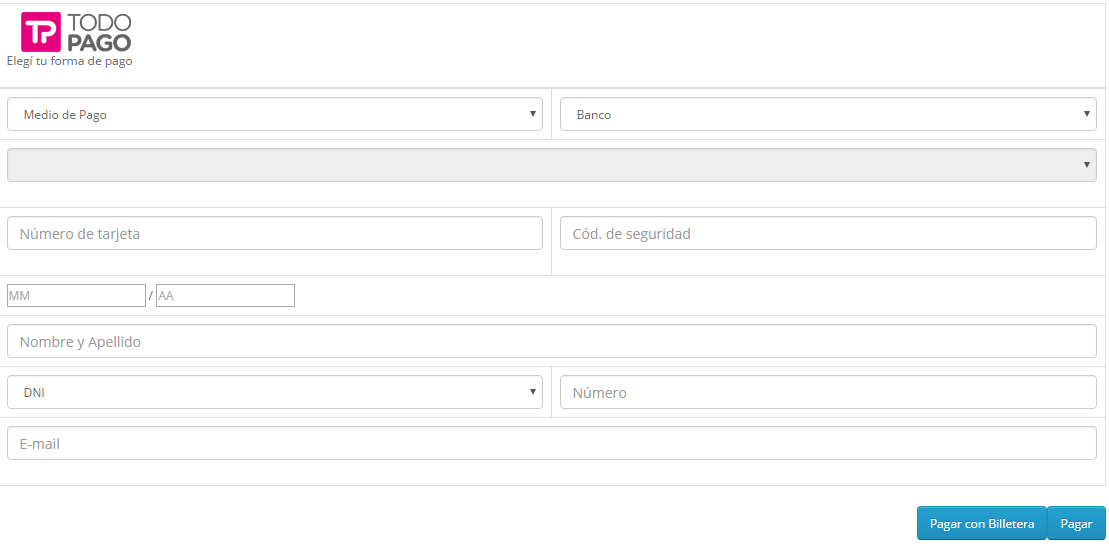 TP TODO
PAGO
Elegí tu forma de pago
Medio de Pago
Banco
Número de tarjeta
Cód. de seguridad
MM / AA
Nombre y Apellido
DNI
Número
E-mail
Pagar con Billetera
Pagar